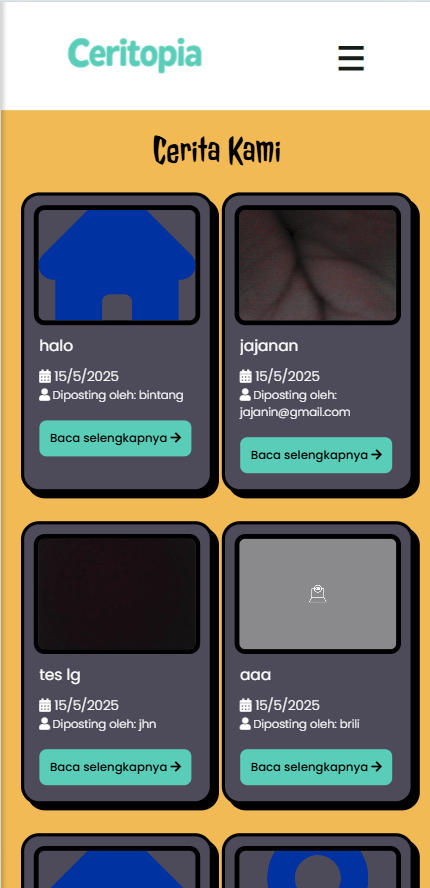 Ceritopia
Cerita Kami
halo
15/5/2025
Diposting oleh: bintang
Baca selengkapnya
jajanan
15/5/2025
Diposting oleh:
jajanin@gmail.com
Baca selengkapnya
tes lg
15/5/2025
Diposting oleh: jhn
Baca selengkapnya
aaa
15/5/2025
Diposting oleh: brili
Baca selengkapnya